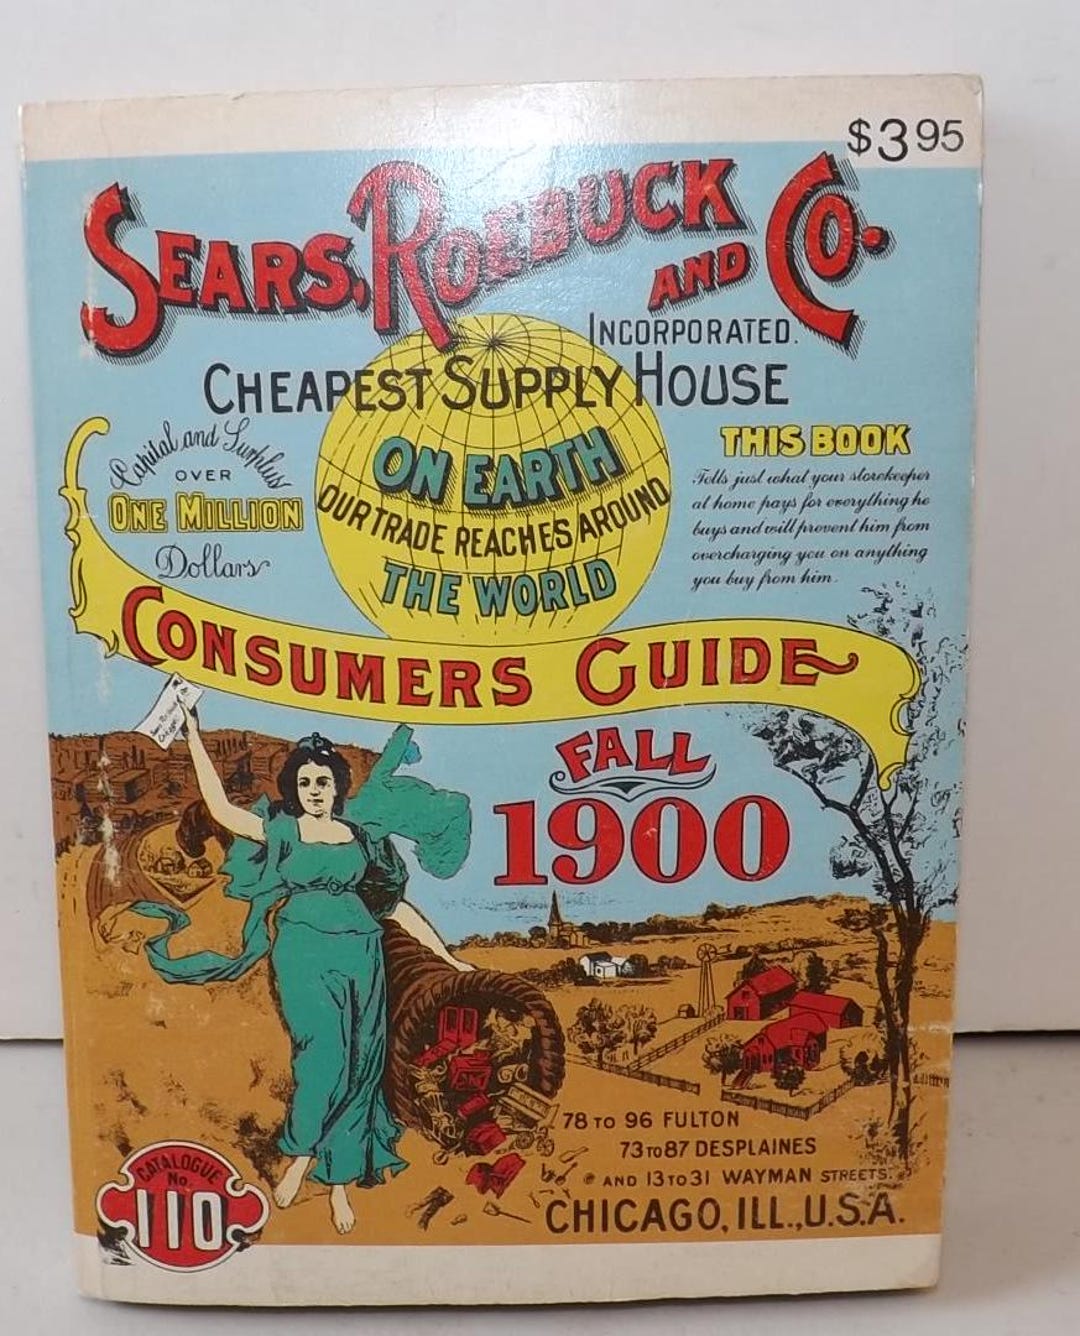 $3.95
SEARS, ROEBUCK AND CO.
INCORPORATED.
CHEAPEST SUPPLY HOUSE
ON EARTH
OUR TRADE REACHES AROUND
THE WORLD
Capital and Surplus
OVER
ONE MILLION
Dollars
THIS BOOK
Tells just what your storekeeper
at home pays for everything he
buys and will prevent him from
overcharging you on anything
you buy from him.
CONSUMERS GUIDE
FALL
1900
78 TO 96 FULTON
73 TO 87 DESPLAINES
AND 13 TO 31 WAYMAN STREETS.
CHICAGO, ILL., U.S.A.
CATALOGUE
No.
110